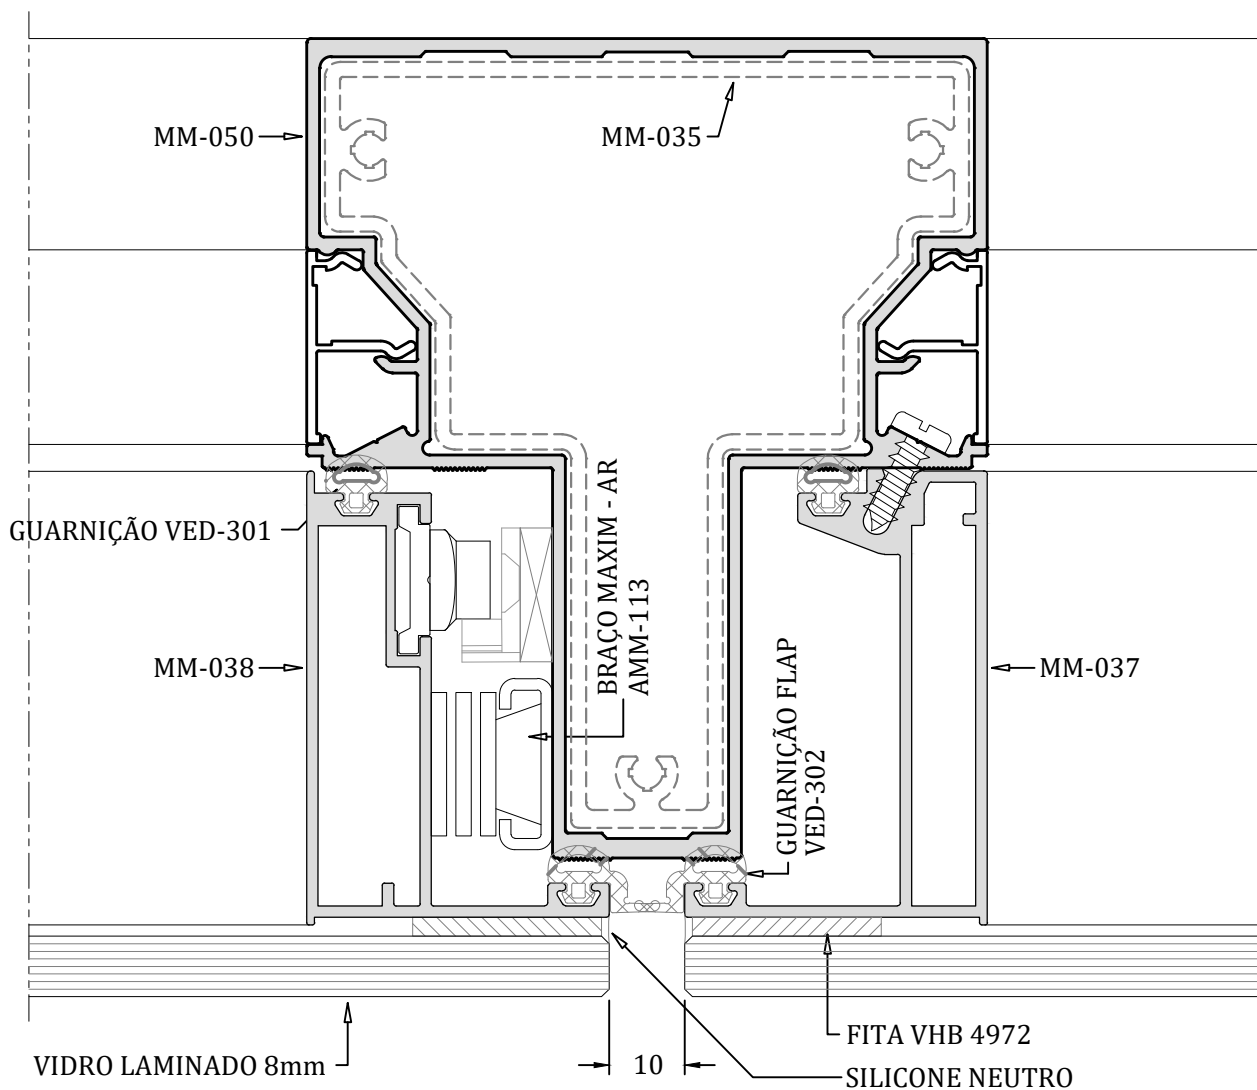 MM-050
MM-035
GUARNIÇÃO VED-301
BRAÇO MAXIM - AR
AMM-113
MM-038
MM-037
GUARNIÇÃO FLAP
VED-302
FITA VHB 4972
VIDRO LAMINADO 8mm
10
SILICONE NEUTRO